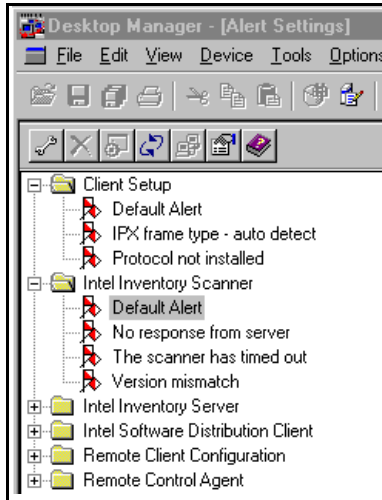 Desktop Manager - [Alert Settings]
File Edit View Device Tools Options
Client Setup
Default Alert
IPX frame type - auto detect
Protocol not installed
Intel Inventory Scanner
Default Alert
No response from server
The scanner has timed out
Version mismatch
Intel Inventory Server
Intel Software Distribution Client
Remote Client Configuration
Remote Control Agent